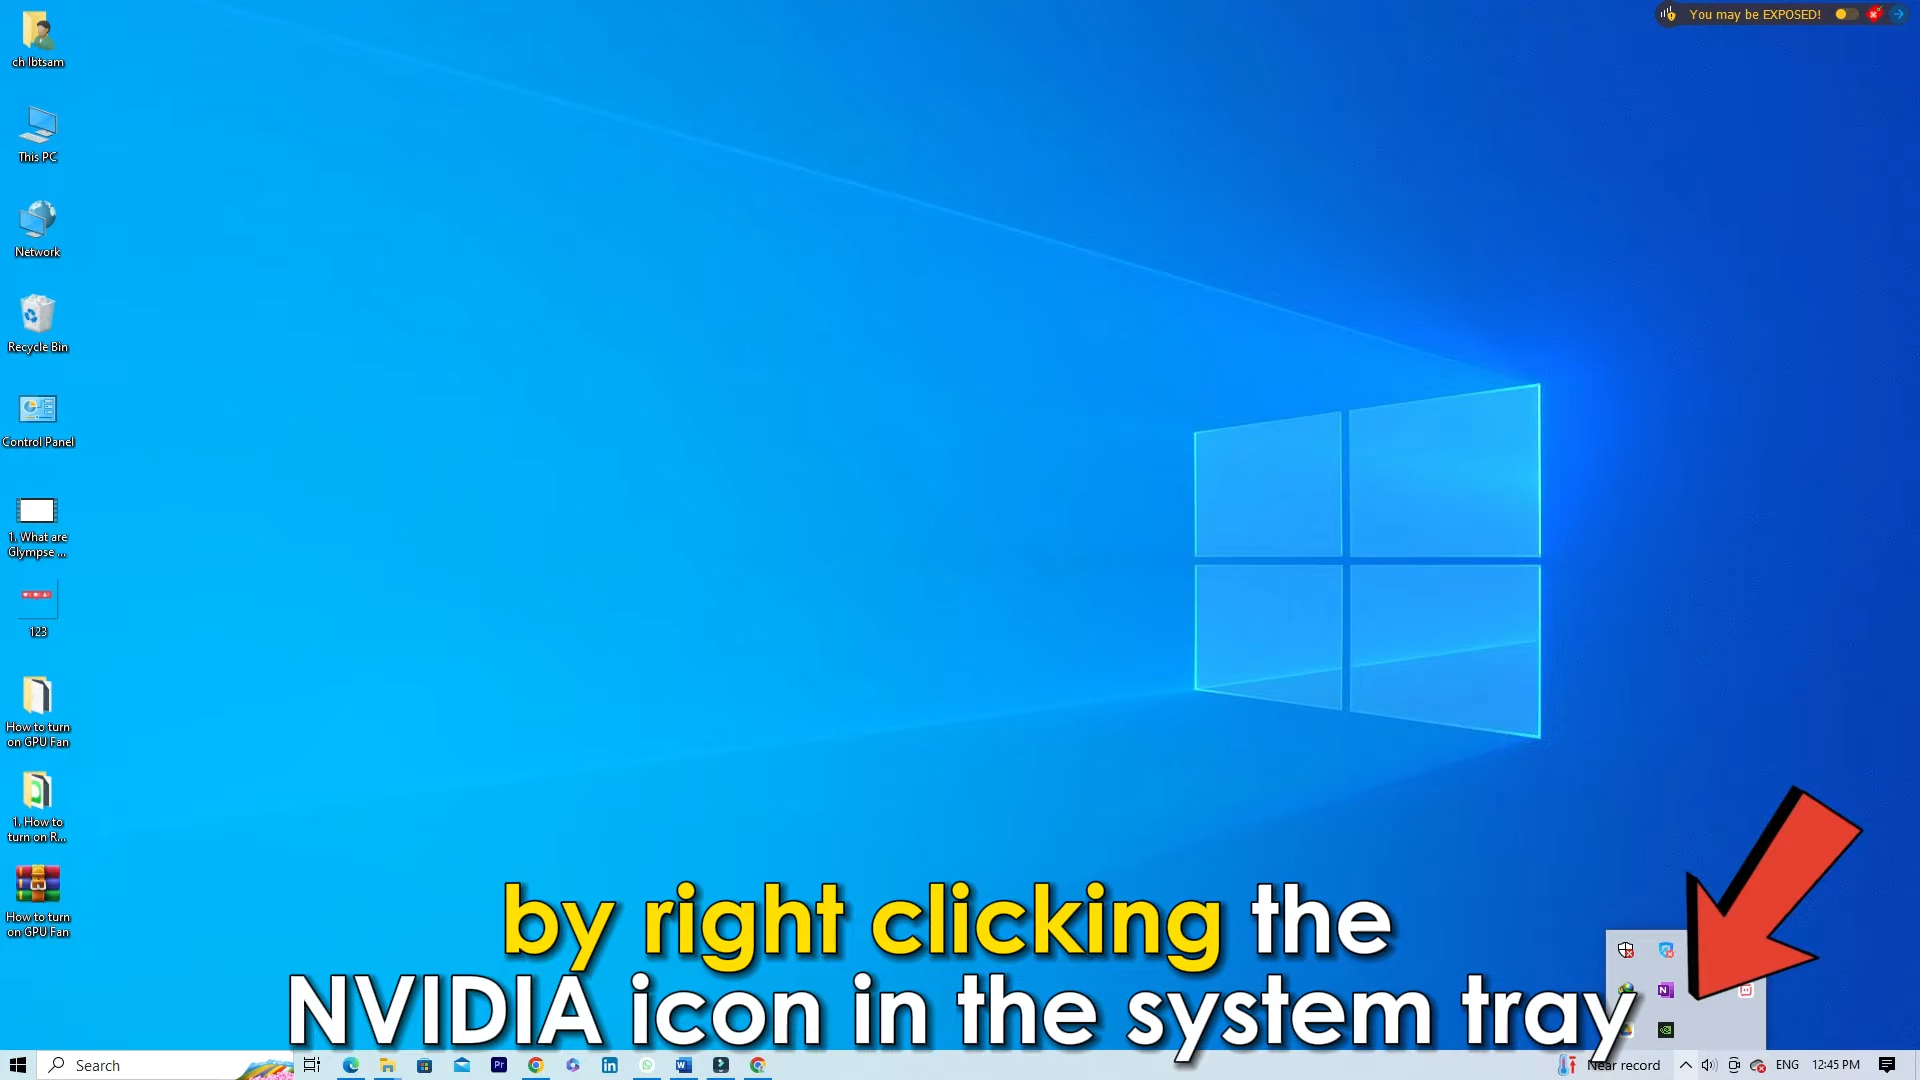 You may be EXPOSED!
ch Ibtsam
This PC
Network
Recycle Bin
Control Panel
1. What are
Glympse ...
123
How to turn
on GPU Fan
1. How to
turn on R...
How to turn
on GPU Fan
by right clicking the
NVIDIA icon in the system tray
Search
Pr
in
W
N
Near record
ENG
12:45 PM